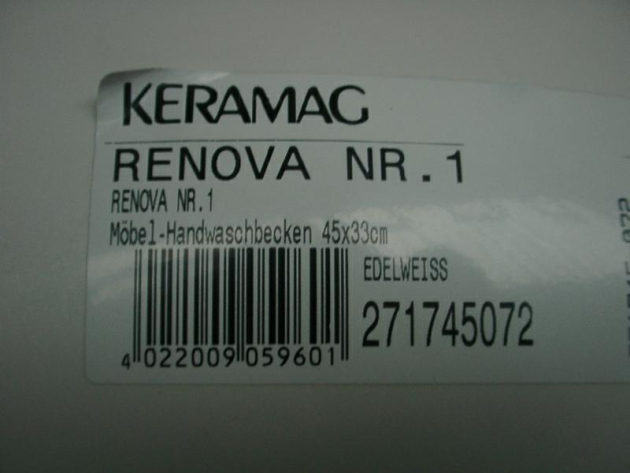 KERAMAG
RENOVA NR.1
RENOVA NR.1
Möbel-Handwaschbecken 45x33cm
EDELWEISS
271745072
4 022009 059601